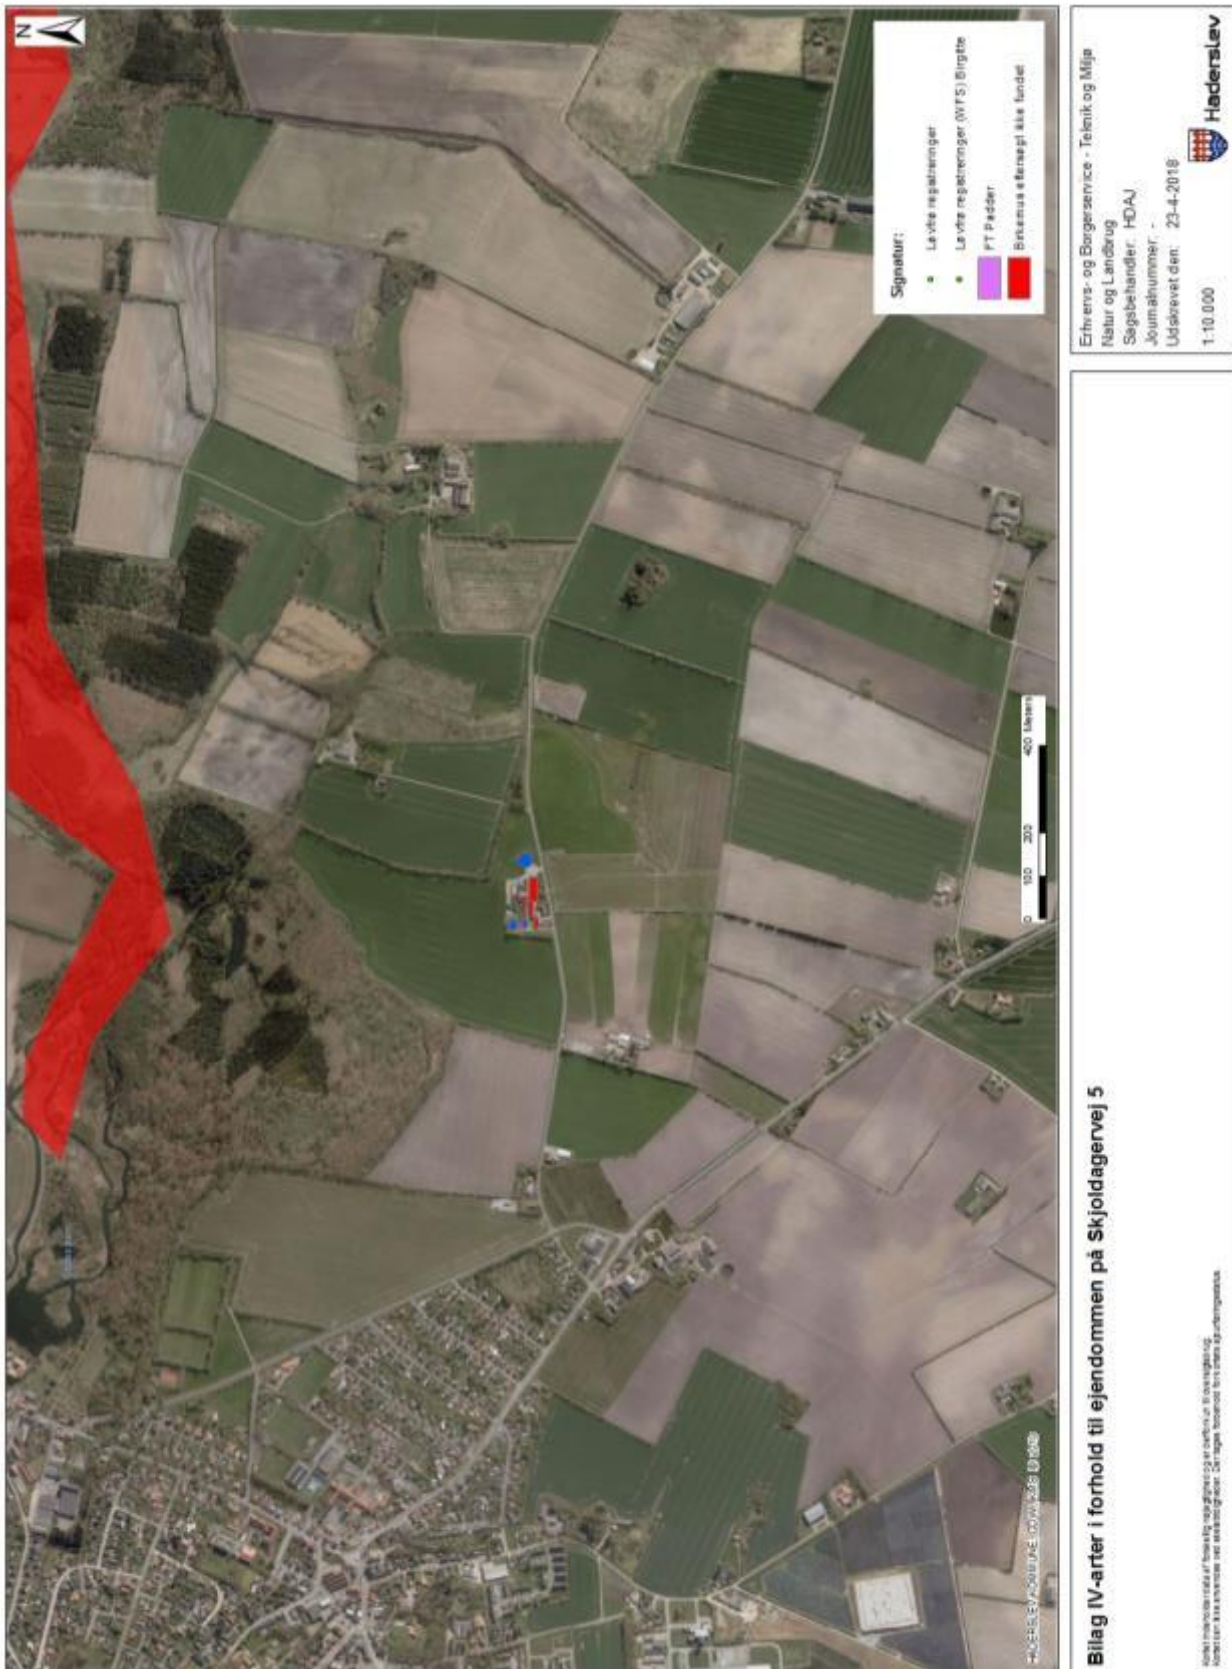 N
Signatur:
Løvfrø registreringer
Løvfrø registreringer (WFS) Birgitte
PT Padder
Birkemus eftersøgt ikke fundet
0 100 200 400 Meters
Erhvervs- og Borgerservice - Teknik og Miljø
Natur og Landbrug
Sagsbehandler: HDAJ
Journalnummer: -
Udskrevet den: 23-4-2018
1:10.000
Haderslev
Bilag IV-arter i forhold til ejendommen på Skjoldagervej 5